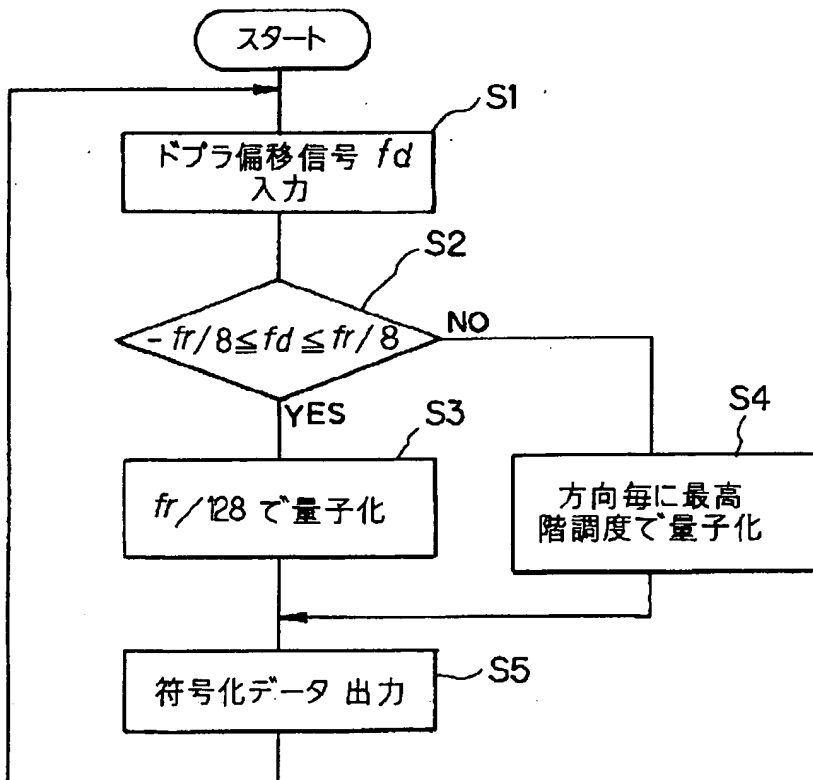 スタート
S1
ドプラ偏移信号 fd
入力
S2
- fr/8≦fd≦fr/8
NO
YES
S3
fr/128 で量子化
S4
方向毎に最高
階調度で量子化
符号化データ 出力
S5